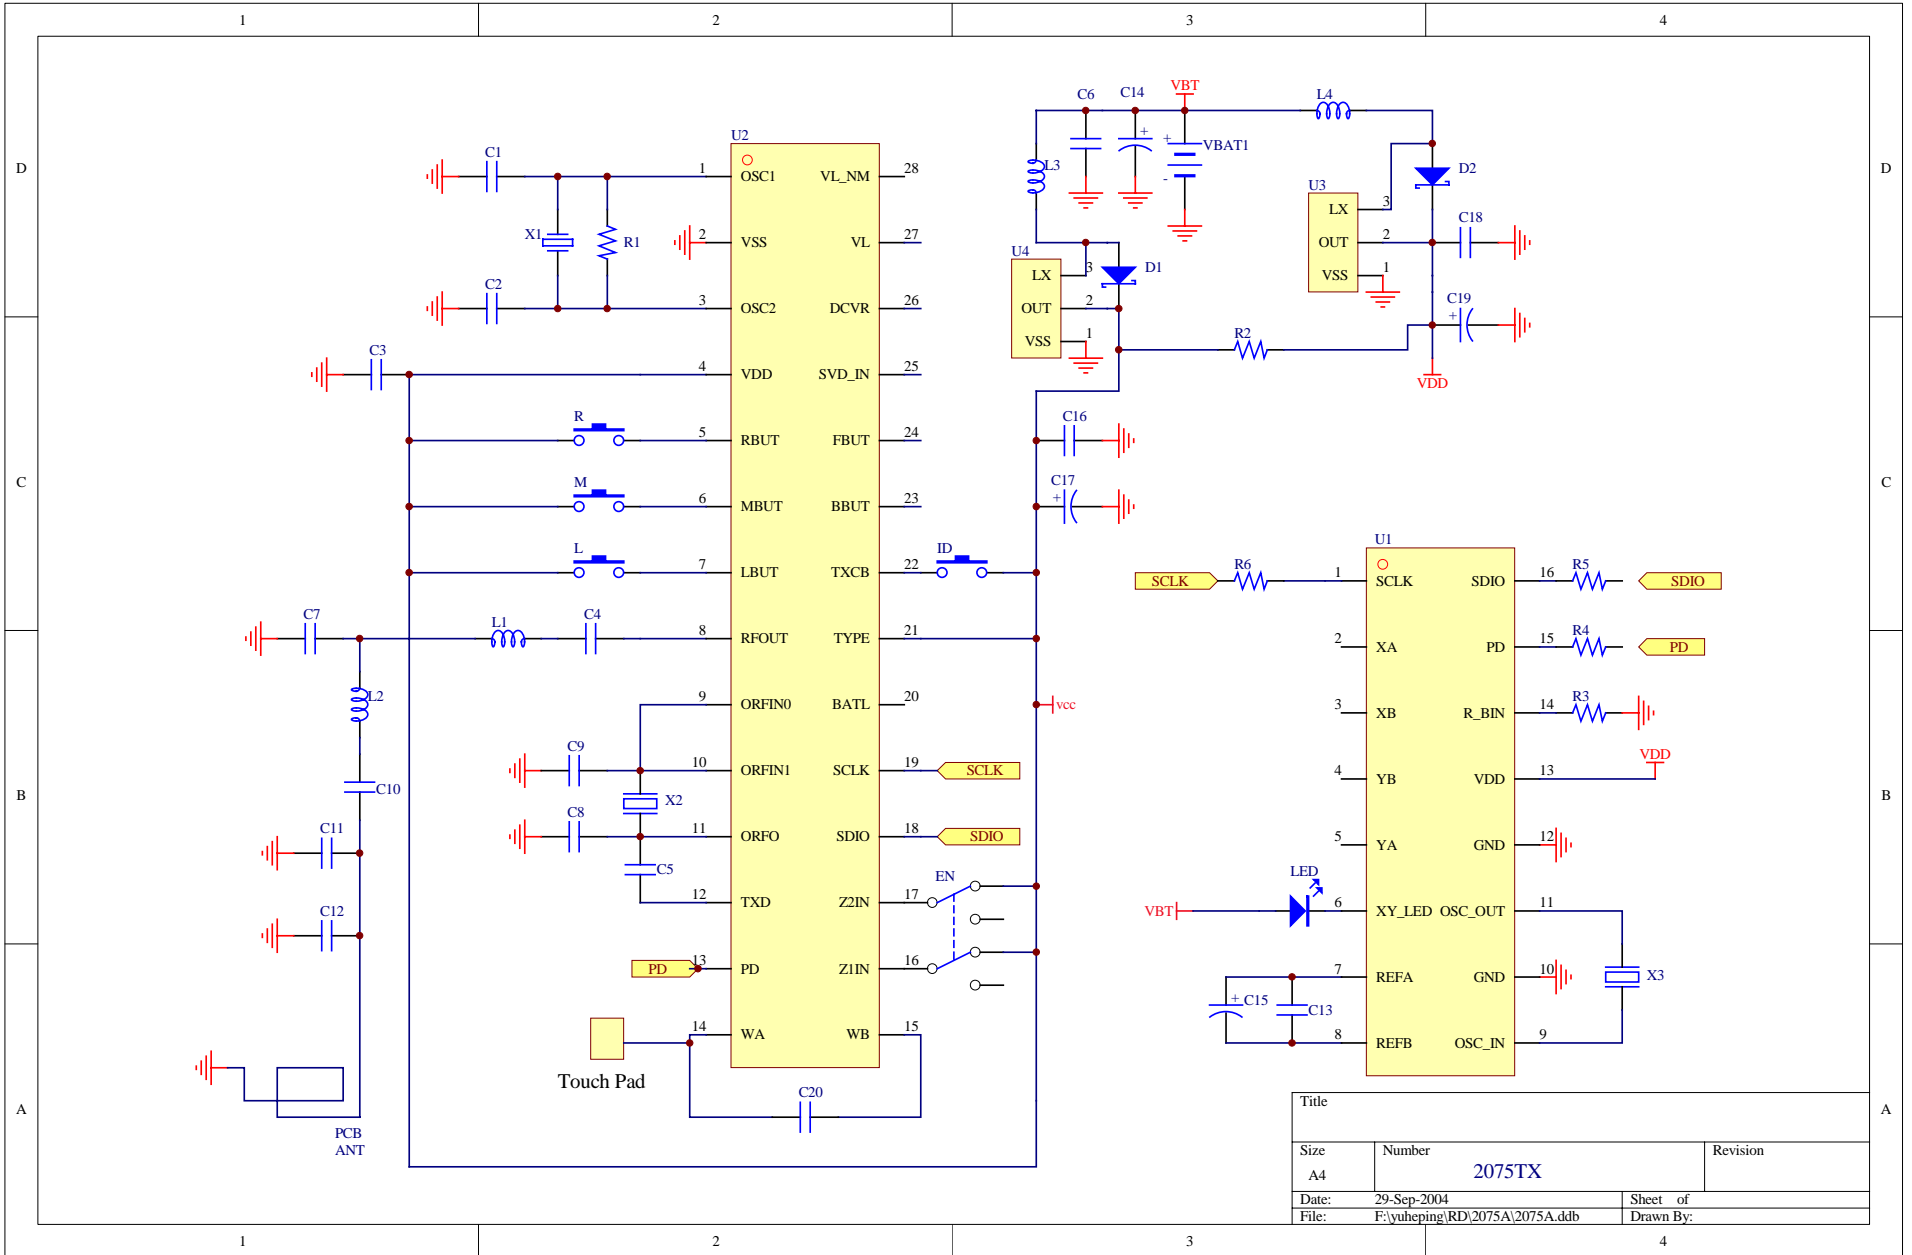 1 2 3 4
D
C
B
A
D
C
B
A
1 2 3 4
U2
1 OSC1
2 VSS
3 OSC2
4 VDD
5 RBUT
6 MBUT
7 LBUT
8 RFOUT
9 ORFIN0
10 ORFIN1
11 ORFO
12 TXD
13 PD
14 WA
VL_NM 28
VL 27
DCVR 26
SVD_IN 25
FBUT 24
BBUT 23
TXCB 22
TYPE 21
BATL 20
SCLK 19
SDIO 18
Z2IN 17
Z1IN 16
WB 15
C1
X1
R1
C2
C3
R
M
L
C7
L1
C4
L2
C9
X2
C10
C8
C11
C5
C12
PD
Touch Pad
C20
PCB
ANT
ID
SCLK
SDIO
EN
vcc
C6
C14
VBT
+
+
VBAT1
-
L4
L3
U4
LX 3
OUT 2
VSS 1
D1
U3
LX 3
OUT 2
VSS 1
D2
C18
C19
+
R2
VDD
C16
C17
+
U1
1 SCLK
2 XA
3 XB
4 YB
5 YA
6 XY_LED
7 REFA
8 REFB
SDIO 16
PD 15
R_BIN 14
VDD 13
GND 12
OSC_OUT 11
GND 10
OSC_IN 9
SCLK
R6
R5
SDIO
R4
PD
R3
VDD
LED
VBT
+
C15
C13
X3
Title
Size
A4
Number
2075TX
Revision
Date:
29-Sep-2004
Sheet of
File:
F:\yuheping\RD\2075A\2075A.ddb
Drawn By: